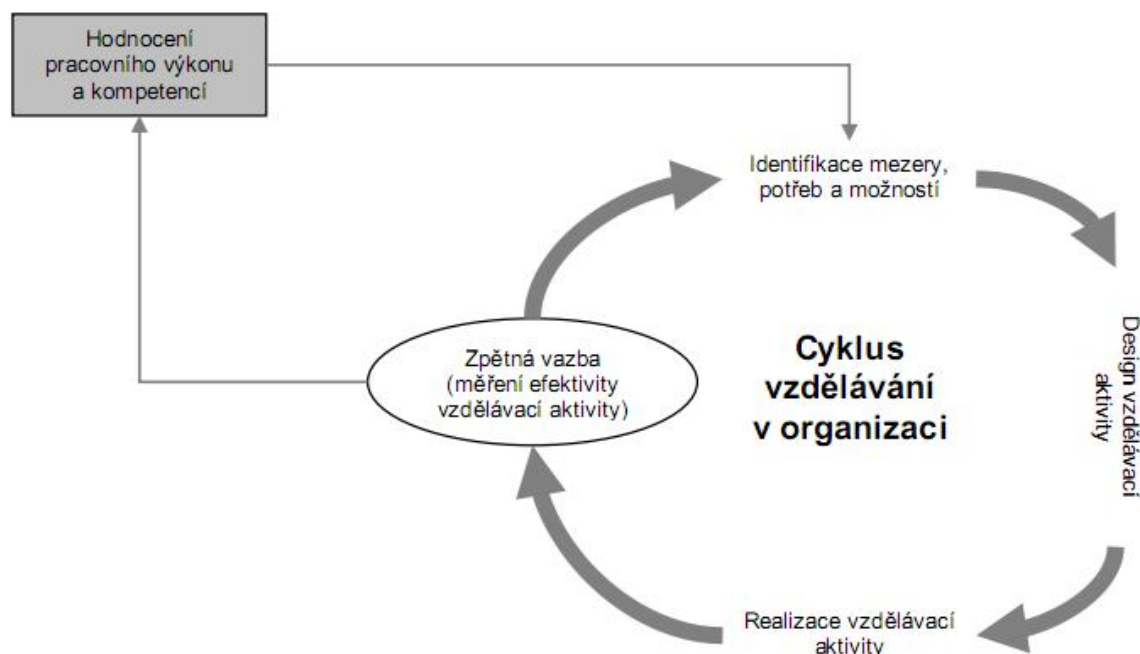 Hodnocení
pracovního výkonu
a kompetencí
Identifikace mezery,
potřeb a možností
Design vzdělávací
aktivity
Cyklus
vzdělávání
v organizaci
Zpětná vazba
(měření efektivity
vzdělávací aktivity)
Realizace vzdělávací
aktivity